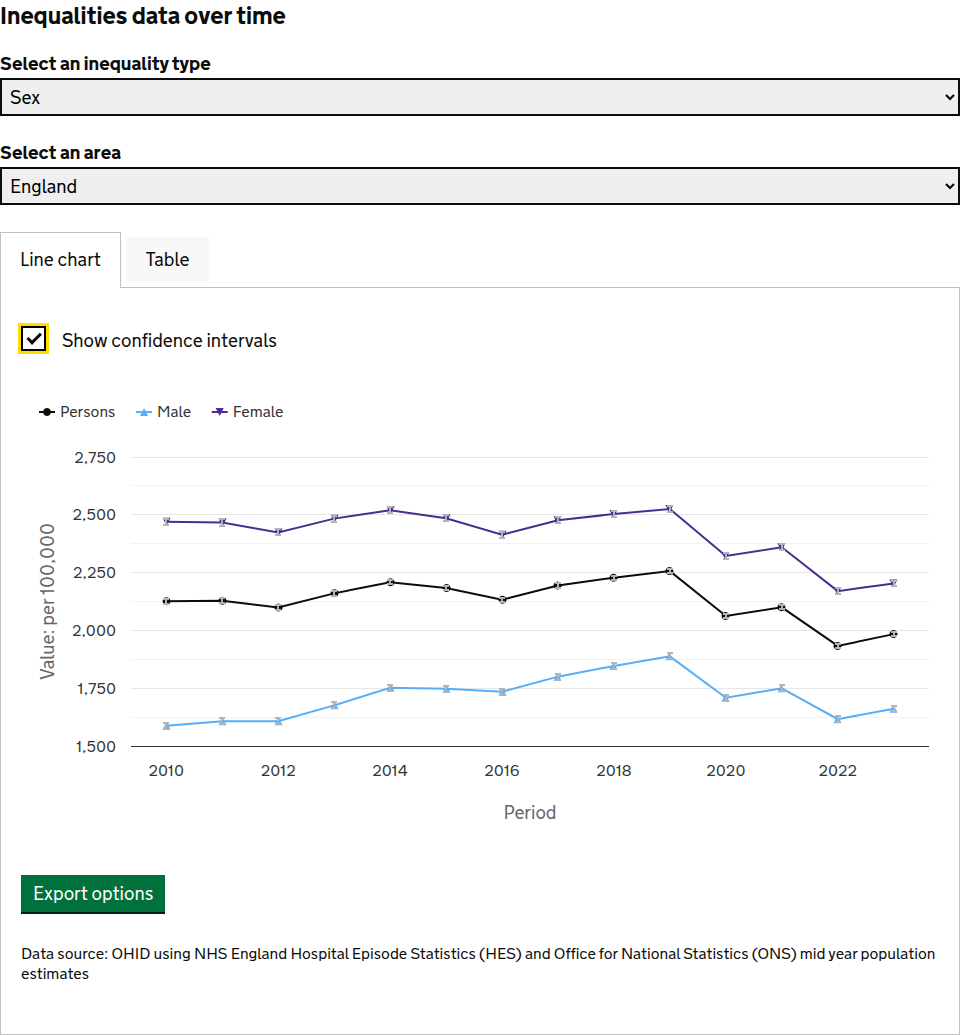 Inequalities data over time
Select an inequality type
Sex
Select an area
England
Line chart
Table
Show confidence intervals
Persons
Male
Female
2,750
2,500
2,250
2,000
1,750
1,500
Value: per 100,000
2010
2012
2014
2016
2018
2020
2022
Period
Export options
Data source: OHID using NHS England Hospital Episode Statistics (HES) and Office for National Statistics (ONS) mid year population
estimates